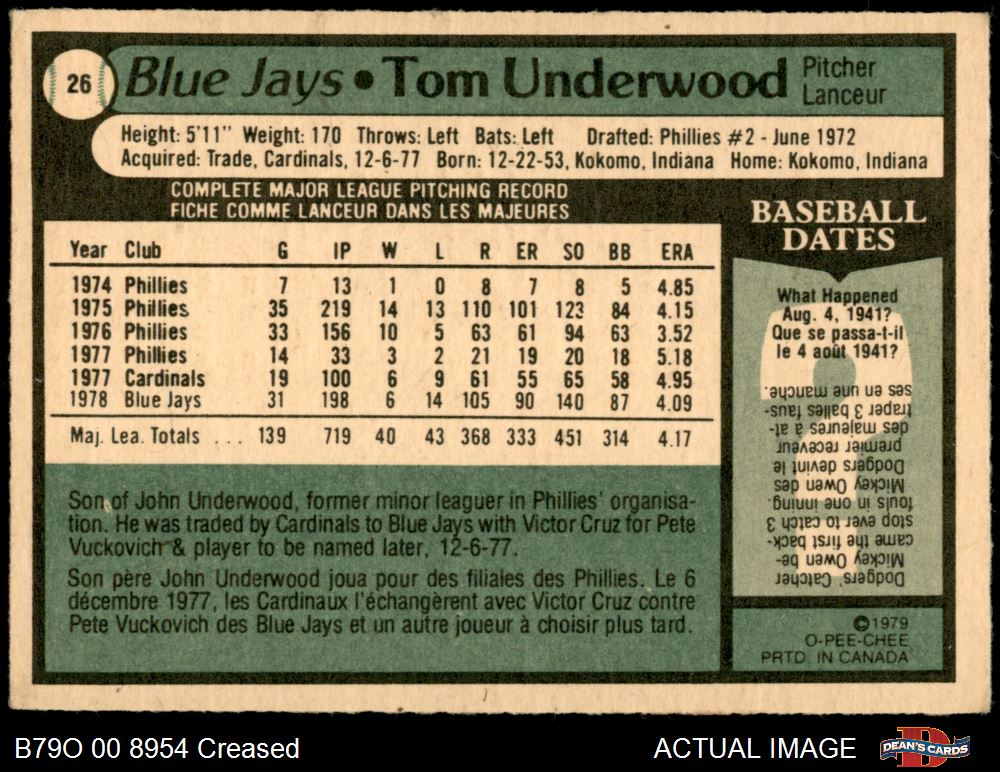 26
Blue Jays • Tom Underwood
Pitcher
Lanceur
Height: 5'11" Weight: 170 Throws: Left Bats: Left Drafted: Phillies #2 - June 1972
Acquired: Trade, Cardinals, 12-6-77 Born: 12-22-53, Kokomo, Indiana Home: Kokomo, Indiana
COMPLETE MAJOR LEAGUE PITCHING RECORD
FICHE COMME LANCEUR DANS LES MAJEURES
Year Club G IP W L R ER SO BB ERA
1974 Phillies 7 13 1 0 8 7 8 5 4.85
1975 Phillies 35 219 14 13 110 101 123 84 4.15
1976 Phillies 33 156 10 5 63 61 94 63 3.52
1977 Phillies 14 33 3 2 21 19 20 18 5.18
1977 Cardinals 19 100 6 9 61 55 65 58 4.95
1978 Blue Jays 31 198 6 14 105 90 140 87 4.09
Maj. Lea. Totals ... 139 719 40 43 368 333 451 314 4.17
Son of John Underwood, former minor leaguer in Phillies' organisa-
tion. He was traded by Cardinals to Blue Jays with Victor Cruz for Pete
Vuckovich & player to be named later, 12-6-77.
Son père John Underwood joua pour des filiales des Phillies. Le 6
décembre 1977, les Cardinaux l'échangèrent avec Victor Cruz contre
Pete Vuckovich des Blue Jays et un autre joueur à choisir plus tard.
BASEBALL
DATES
What Happened
Aug. 4, 1941?
Que se passa-t-il
le 4 août 1941?
Dodgers' Catcher
Mickey Owen be-
came the first back-
stop ever to catch 3
fouls in one inning.
Mickey Owen des
Dodgers devint le
premier receveur
des majeures à at-
traper 3 balles faus-
ses en une manche.
©1979
O-PEE-CHEE
PRTD. IN CANADA
B79O 00 8954 Creased
ACTUAL IMAGE
DEAN'S CARDS